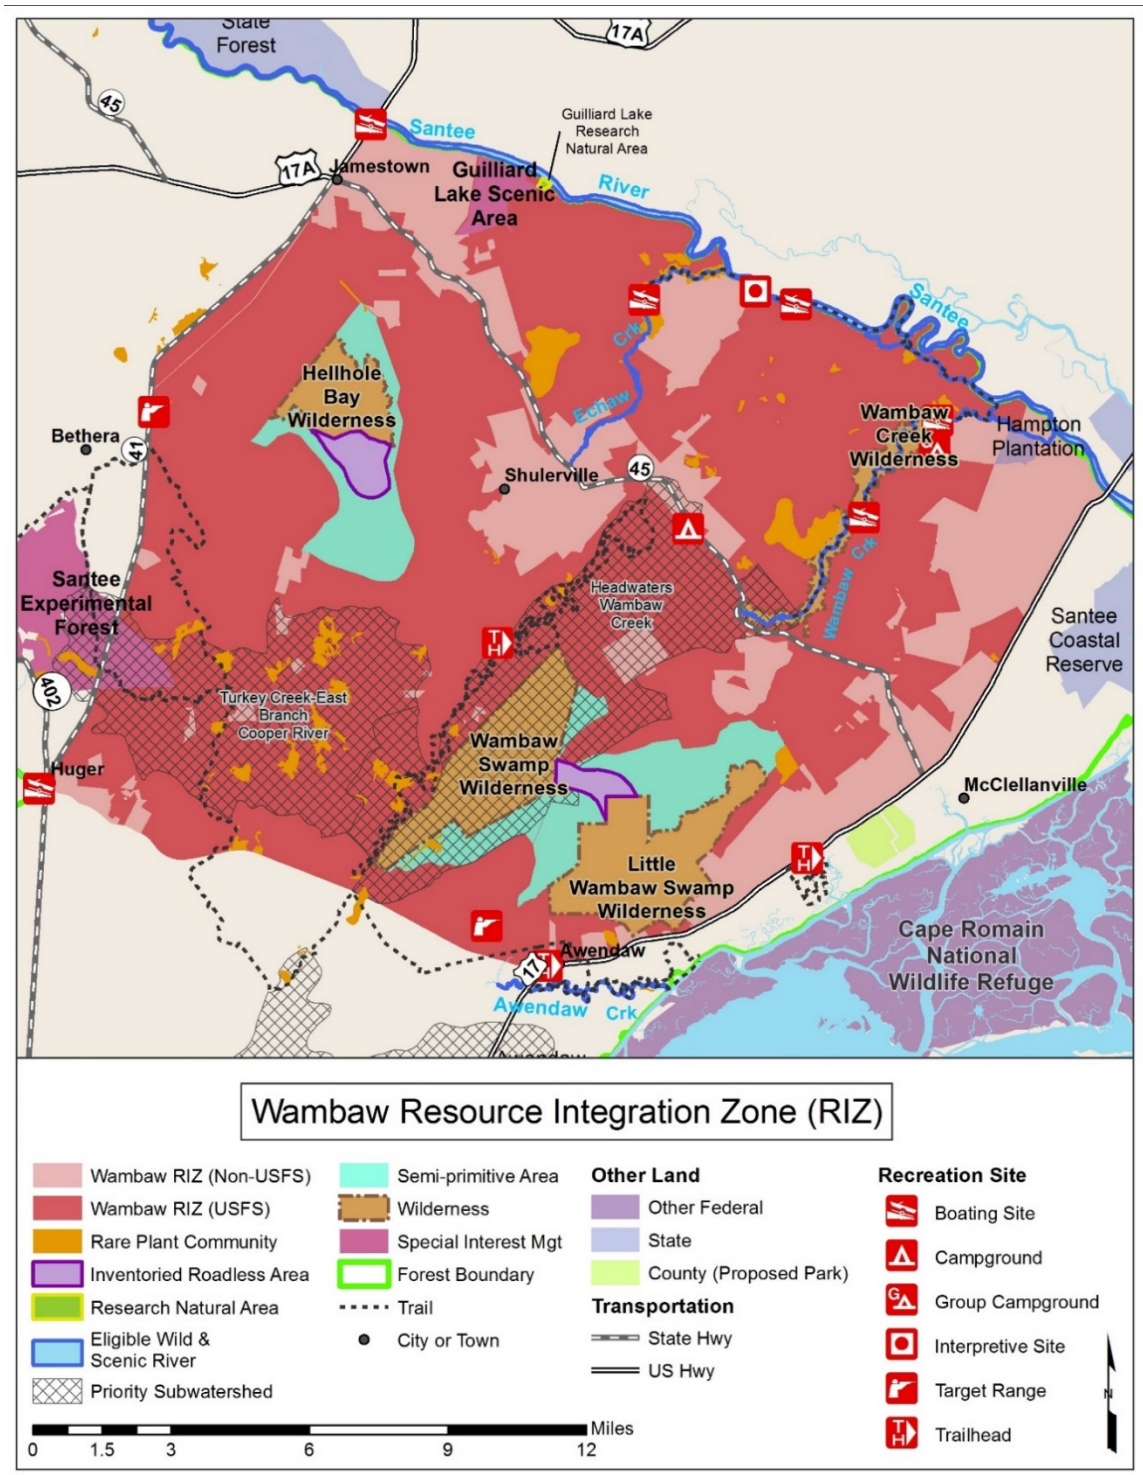 State
Forest
17A
45
Santee
Guilliard Lake
Research
Natural Area
17A
Jamestown
Guilliard
Lake Scenic
Area
River
Santee
Crk
Hellhole
Bay
Wilderness
Echaw
Wambaw
Creek
Wilderness
Hampton
Plantation
Bethera
41
Shulerville
45
Crk
Wambaw
Santee
Experimental
Forest
Headwaters
Wambaw
Creek
Santee
Coastal
Reserve
402
Turkey Creek-East
Branch
Cooper River
Wambaw
Swamp
Wilderness
Huger
McClellanville
Little
Wambaw Swamp
Wilderness
Cape Romain
National
Wildlife Refuge
Awendaw
17
Awendaw Crk
Awendaw
Wambaw Resource Integration Zone (RIZ)
Wambaw RIZ (Non-USFS)
Wambaw RIZ (USFS)
Rare Plant Community
Inventoried Roadless Area
Research Natural Area
Eligible Wild &
Scenic River
Priority Subwatershed
Semi-primitive Area
Wilderness
Special Interest Mgt
Forest Boundary
Trail
City or Town
Other Land
Other Federal
State
County (Proposed Park)
Transportation
State Hwy
US Hwy
Recreation Site
Boating Site
Campground
G
Group Campground
Interpretive Site
Target Range
TH
Trailhead
N
Miles
0 1.5 3 6 9 12